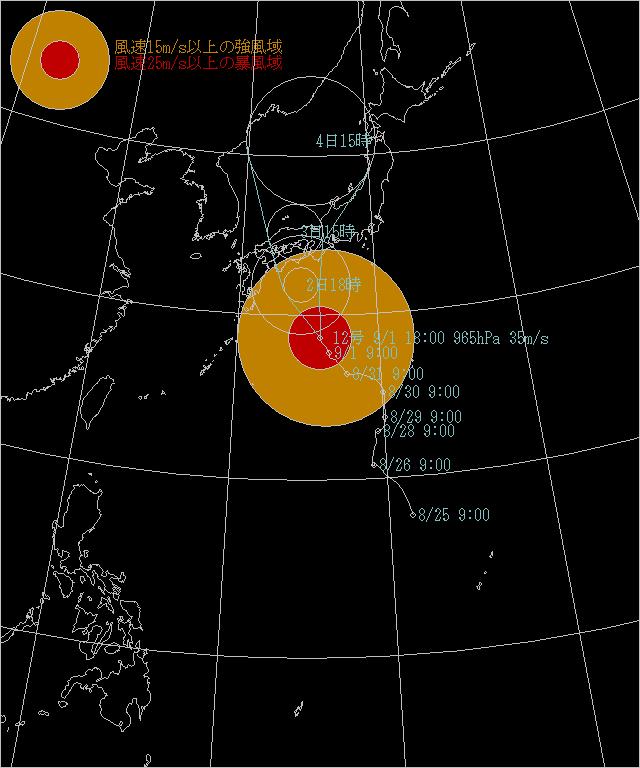 風速15m/s以上の強風域
風速25m/s以上の暴風域
4日15時
3日15時
2日18時
12号 9/1 18:00 965hPa 35m/s
9/1 9:00
8/31 9:00
8/30 9:00
8/29 9:00
8/28 9:00
8/26 9:00
8/25 9:00